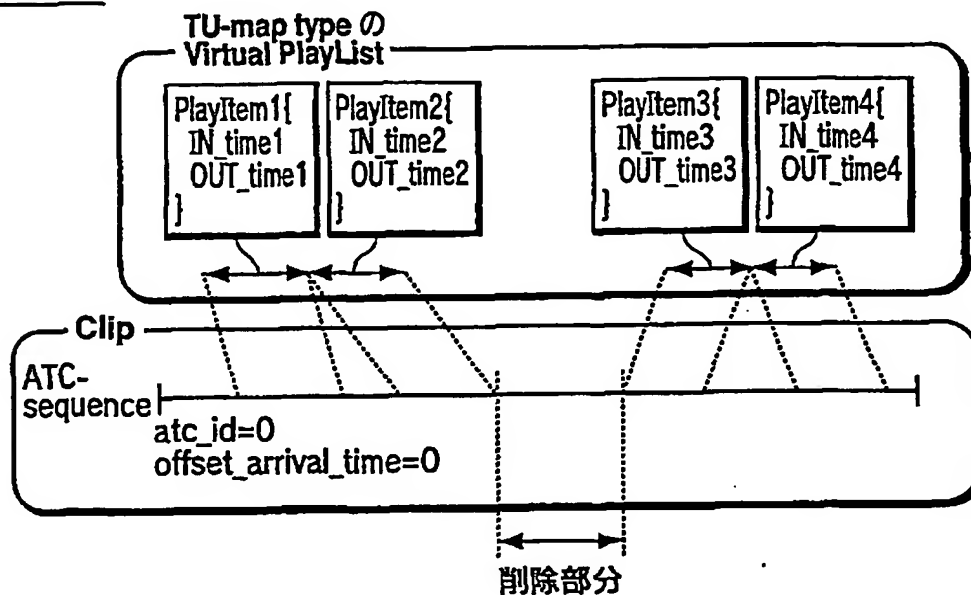 TU-map type の
Virtual PlayList
PlayItem1{
IN_time1
OUT_time1
}
PlayItem2{
IN_time2
OUT_time2
}
PlayItem3{
IN_time3
OUT_time3
}
PlayItem4{
IN_time4
OUT_time4
}
Clip
ATC-
sequence
atc_id=0
offset_arrival_time=0
削除部分